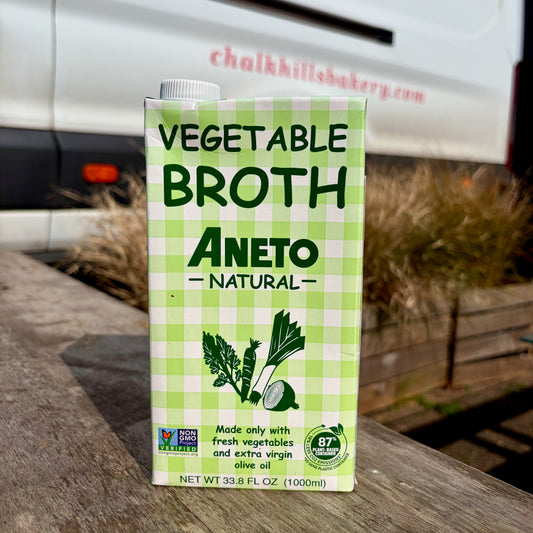 chalkhillsbakery.com
VEGETABLE
BROTH
ANETO
— NATURAL —
Made only with
fresh vegetables
and extra virgin
olive oil
NON
GMO
Project
VERIFIED
87%
PLANT-BASED
CONTAINER
NET WT 33.8 FL OZ (1000ml)